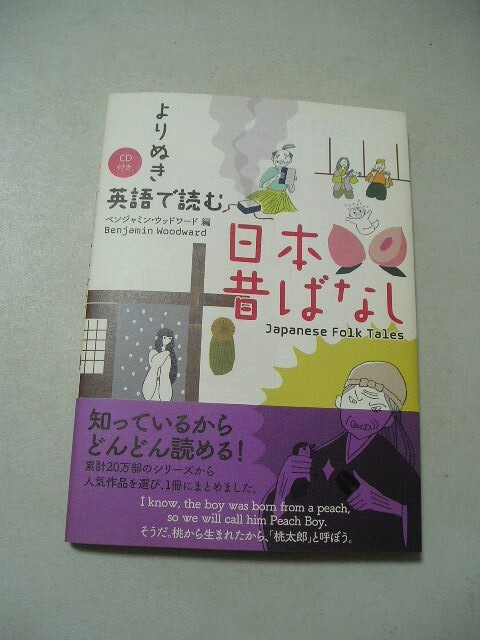 よりぬき
CD
付き
英語で読む
ベンジャミン・ウッドワード 編
Benjamin Woodward
日本
昔ばなし
Japanese Folk Tales
知っているから
どんどん読める!
累計20万部のシリーズから
人気作品を選び、1冊にまとめました。
I know, the boy was born from a peach,
so we will call him Peach Boy.
そうだ。桃から生まれたから、「桃太郎」と呼ぼう。